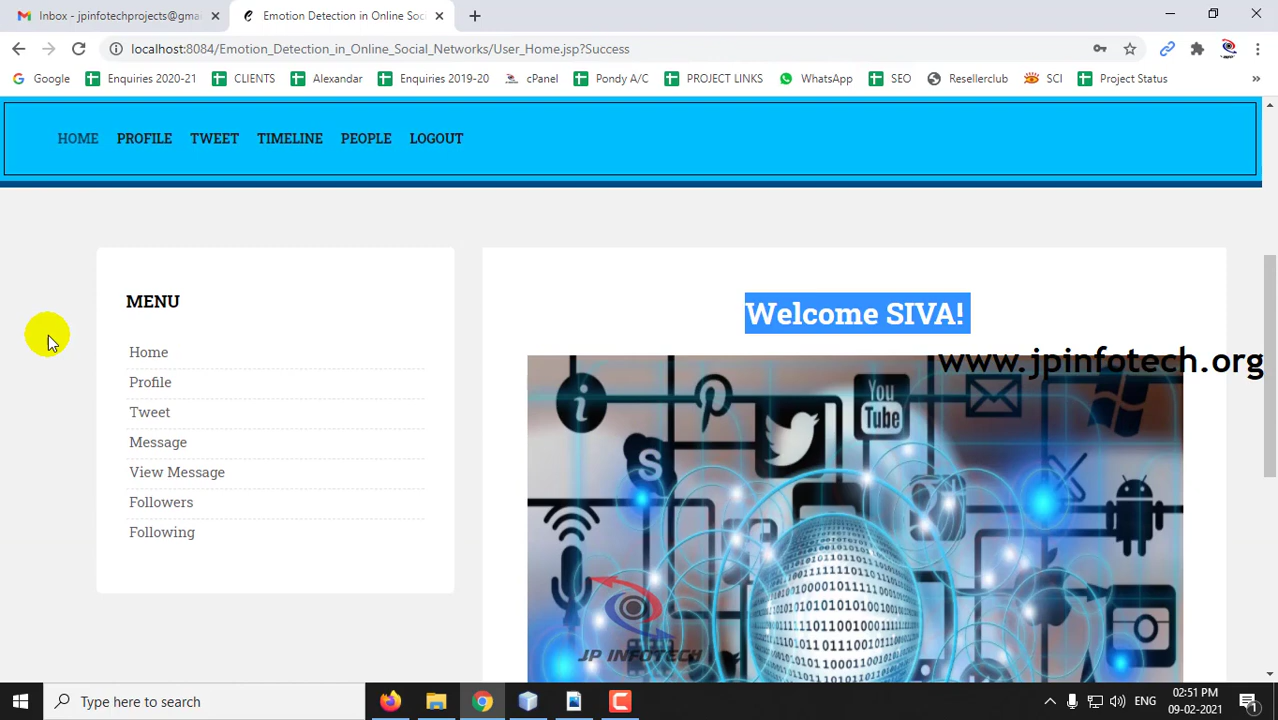 Inbox - jpinfotechprojects@gma
Emotion Detection in Online Soc
localhost:8084/Emotion_Detection_in_Online_Social_Networks/User_Home.jsp?Success
Google Enquiries 2020-21 CLIENTS Alexandar Enquiries 2019-20 cPanel Pondy A/C PROJECT LINKS WhatsApp SEO Resellerclub SCI Project Status »
HOME PROFILE TWEET TIMELINE PEOPLE LOGOUT
MENU
Home
Profile
Tweet
Message
View Message
Followers
Following
Welcome SIVA!
www.jpinfotech.org
You
Tube
JP INFOTECH
Type here to search
ENG
02:51 PM
09-02-2021